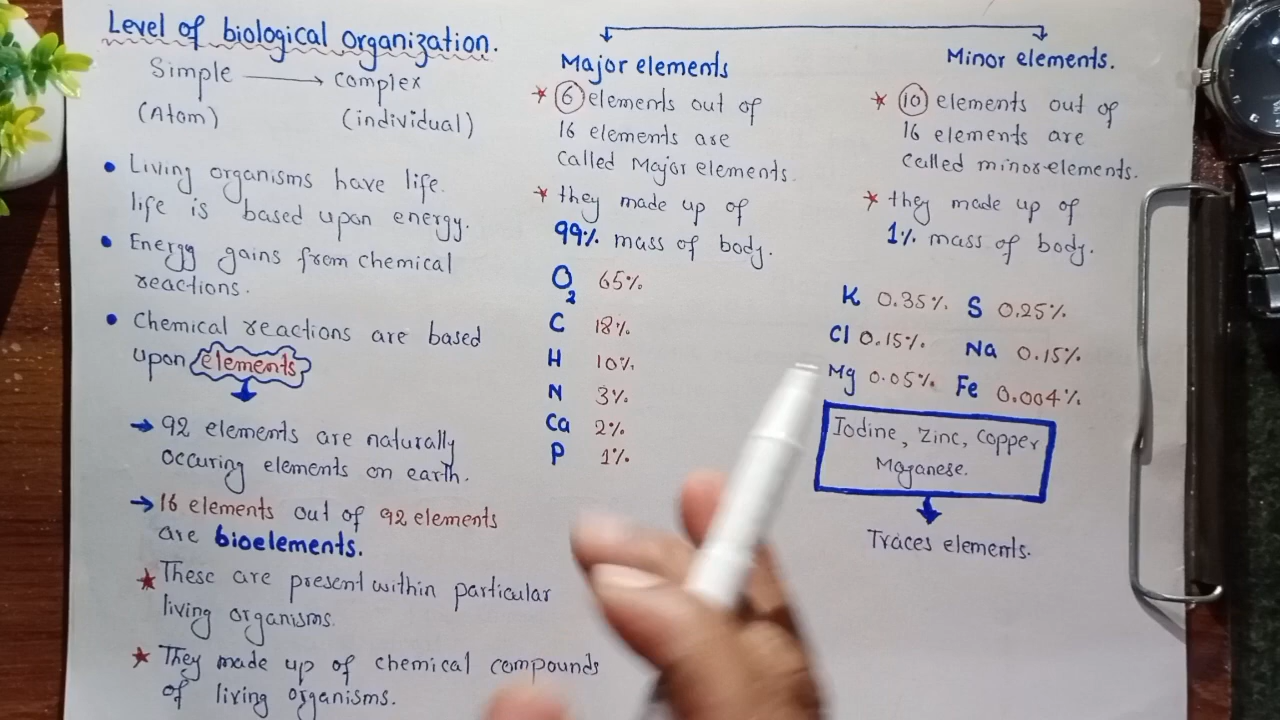 Level of biological organization.
Simple → complex
(Atom) (individual)
• Living organisms have life.
life is based upon energy.
• Energy gains from chemical
reactions.
• Chemical reactions are based
upon elements
→ 92 elements are naturally
occuring elements on earth.
→ 16 elements out of 92 elements
are bioelements.
* These are present within particular
living organisms.
* They made up of chemical compounds
of living organisms.
Major elements
* 6 elements out of
16 elements are
called Major elements.
* they made up of
99% mass of body.
O2 65%
C 18%
H 10%
N 3%
Ca 2%
P 1%
Minor elements.
* 10 elements out of
16 elements are
called minor elements.
* they made up of
1% mass of body.
K 0.35% S 0.25%
Cl 0.15% Na 0.15%
Mg 0.05% Fe 0.004%
Iodine, Zinc, Copper
Maganese.
Traces elements.